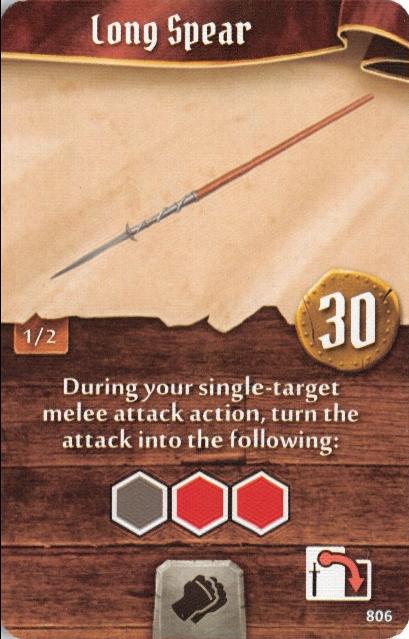 Long Spear
1/2
30
During your single-target
melee attack action, turn the
attack into the following:
806